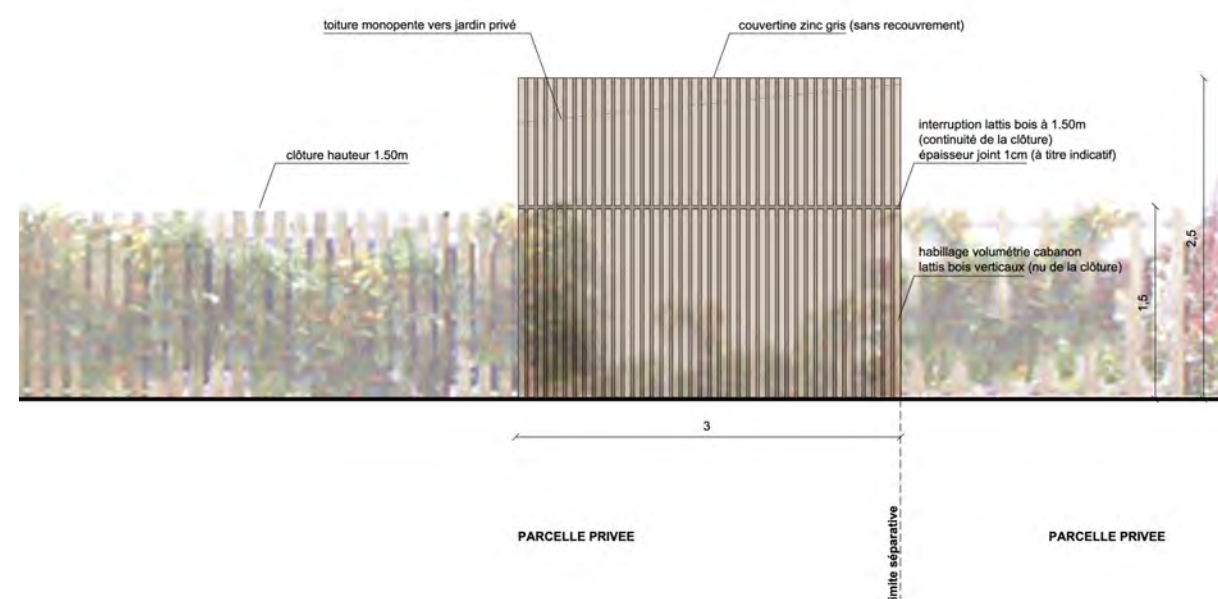 toiture monopente vers jardin privé
couvertine zinc gris (sans recouvrement)
clôture hauteur 1.50m
interruption lattis bois à 1.50m
(continuité de la clôture)
épaisseur joint 1cm (à titre indicatif)
habillage volumétrie cabanon
lattis bois verticaux (nu de la clôture)
2,5
1,5
3
PARCELLE PRIVEE
imite séparative
PARCELLE PRIVEE